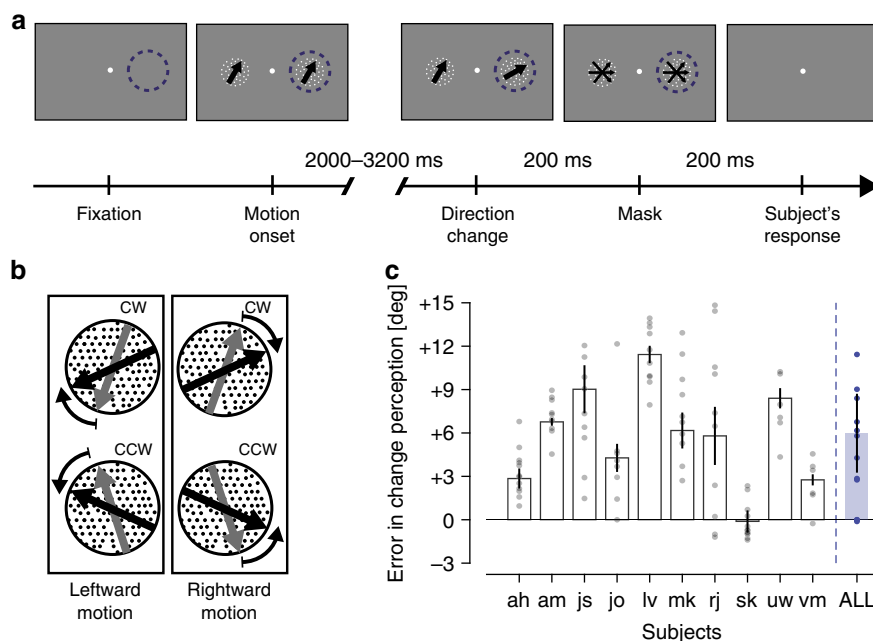 a
2000–3200 ms
200 ms
200 ms
Fixation
Motion
onset
Direction
change
Mask
Subject's
response
b
CW
CW
CCW
CCW
Leftward
motion
Rightward
motion
c
Error in change perception [deg]
+15
+12
+9
+6
+3
0
–3
ah am js jo lv mk rj sk uw vm ALL
Subjects